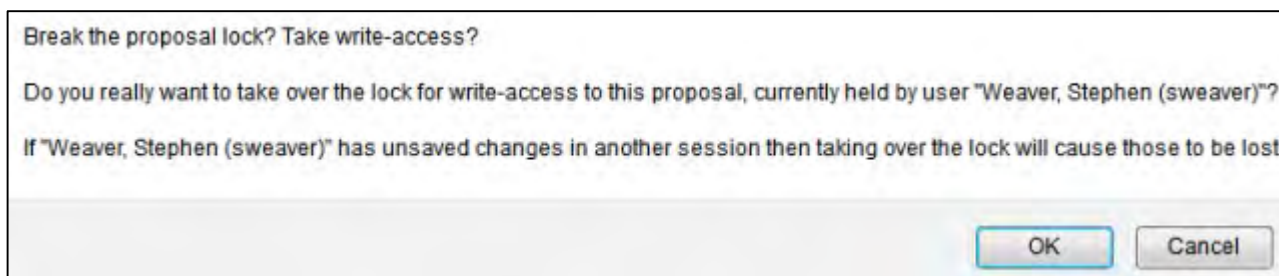 Break the proposal lock? Take write-access?
Do you really want to take over the lock for write-access to this proposal, currently held by user "Weaver, Stephen (sweaver)"?
If "Weaver, Stephen (sweaver)" has unsaved changes in another session then taking over the lock will cause those to be lost
OK Cancel